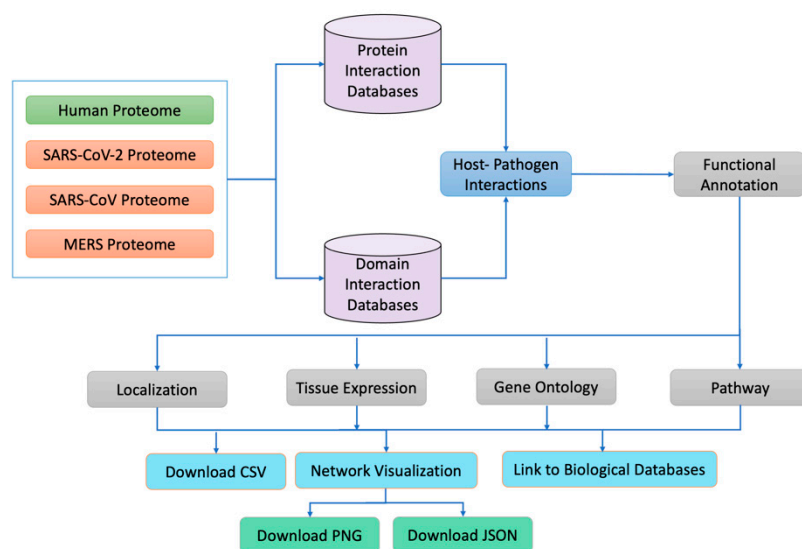 Protein
Interaction
Databases
Human Proteome
SARS-CoV-2 Proteome
SARS-CoV Proteome
MERS Proteome
Host- Pathogen
Interactions
Functional
Annotation
Domain
Interaction
Databases
Localization
Tissue Expression
Gene Ontology
Pathway
Download CSV
Network Visualization
Link to Biological Databases
Download PNG
Download JSON